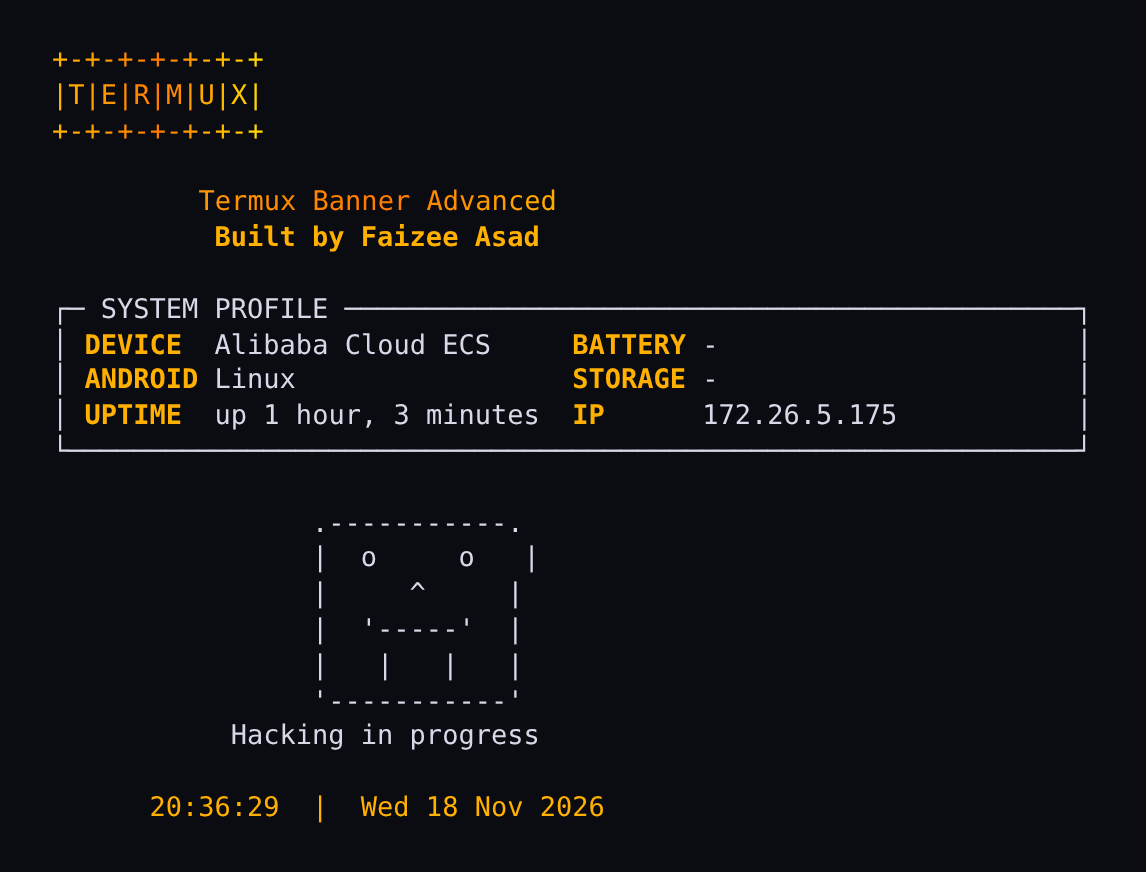 +-+-+-+-+-+-+
|T|E|R|M|U|X|
+-+-+-+-+-+-+
Termux Banner Advanced
Built by Faizee Asad
┌─ SYSTEM PROFILE ──────────────────────────────────────────────┐
│ DEVICE  Alibaba Cloud ECS     BATTERY -                       │
│ ANDROID Linux                 STORAGE -                       │
│ UPTIME  up 1 hour, 3 minutes  IP      172.26.5.175            │
└───────────────────────────────────────────────────────────────┘
.-----------.
|  o     o   |
|     ^     |
|  '-----'  |
|   |   |   |
'-----------'
Hacking in progress
20:36:29  |  Wed 18 Nov 2026